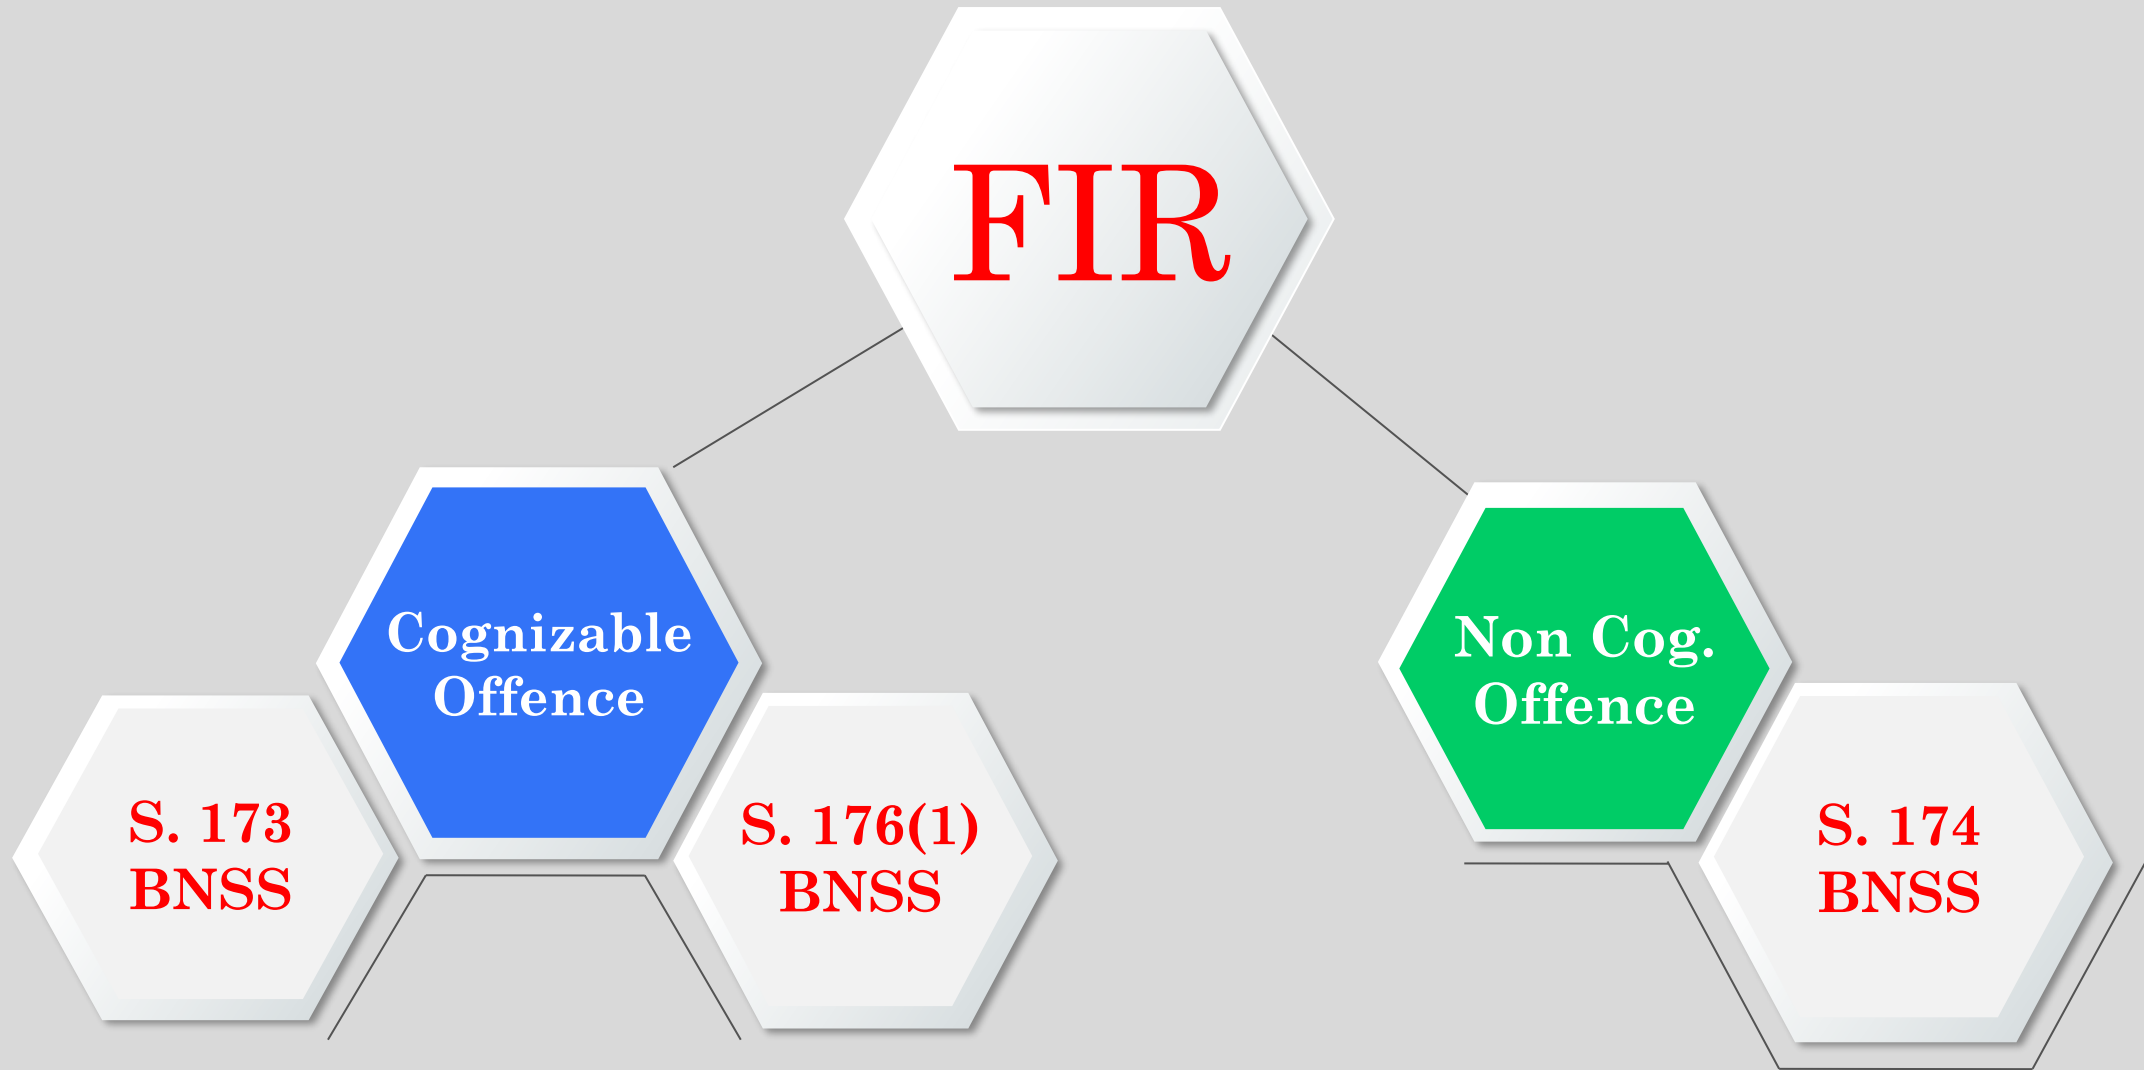 FIR
Cognizable
Offence
Non Cog.
Offence
S. 173
BNSS
S. 176(1)
BNSS
S. 174
BNSS